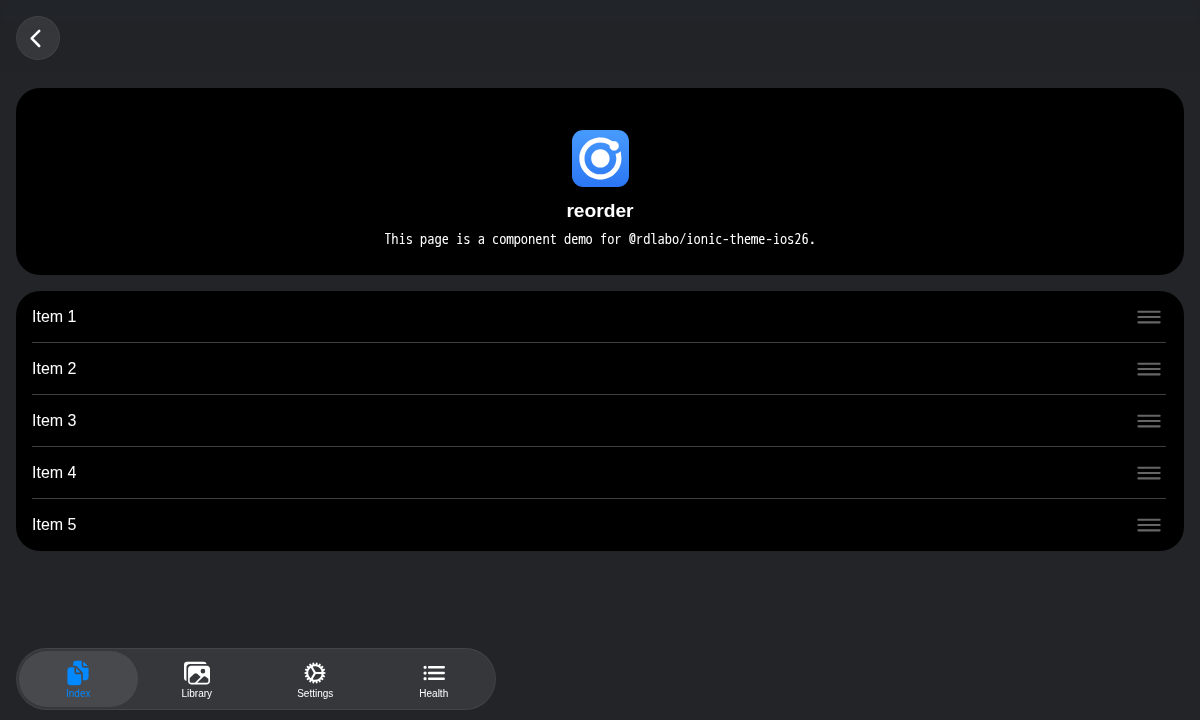 reorder
This page is a component demo for @rdlabo/ionic-theme-ios26.
Item 1
Item 2
Item 3
Item 4
Item 5
Index
Library
Settings
Health